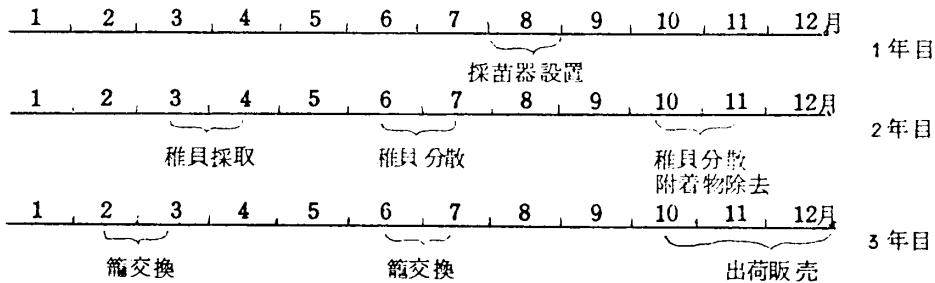 1 2 3 4 5 6 7 8 9 10 11 12月
1年目
採苗器設置
1 2 3 4 5 6 7 8 9 10 11 12月
2年目
稚貝採取 稚貝分散 稚貝分散
附着物除去
1 2 3 4 5 6 7 8 9 10 11 12月
3年目
籠交換 籠交換 出荷販売